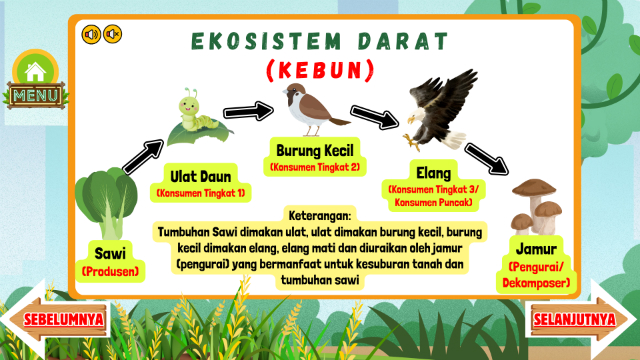 EKOSISTEM DARAT
(KEBUN)
MENU
Ulat Daun
(Konsumen Tingkat 1)
Burung Kecil
(Konsumen Tingkat 2)
Elang
(Konsumen Tingkat 3/
Konsumen Puncak)
Sawi
(Produsen)
Jamur
(Pengurai/
Dekomposer)
Keterangan:
Tumbuhan Sawi dimakan ulat, ulat dimakan burung kecil, burung
kecil dimakan elang, elang mati dan diuraikan oleh jamur
(pengurai) yang bermanfaat untuk kesuburan tanah dan
tumbuhan sawi
SEBELUMNYA
SELANJUTNYA